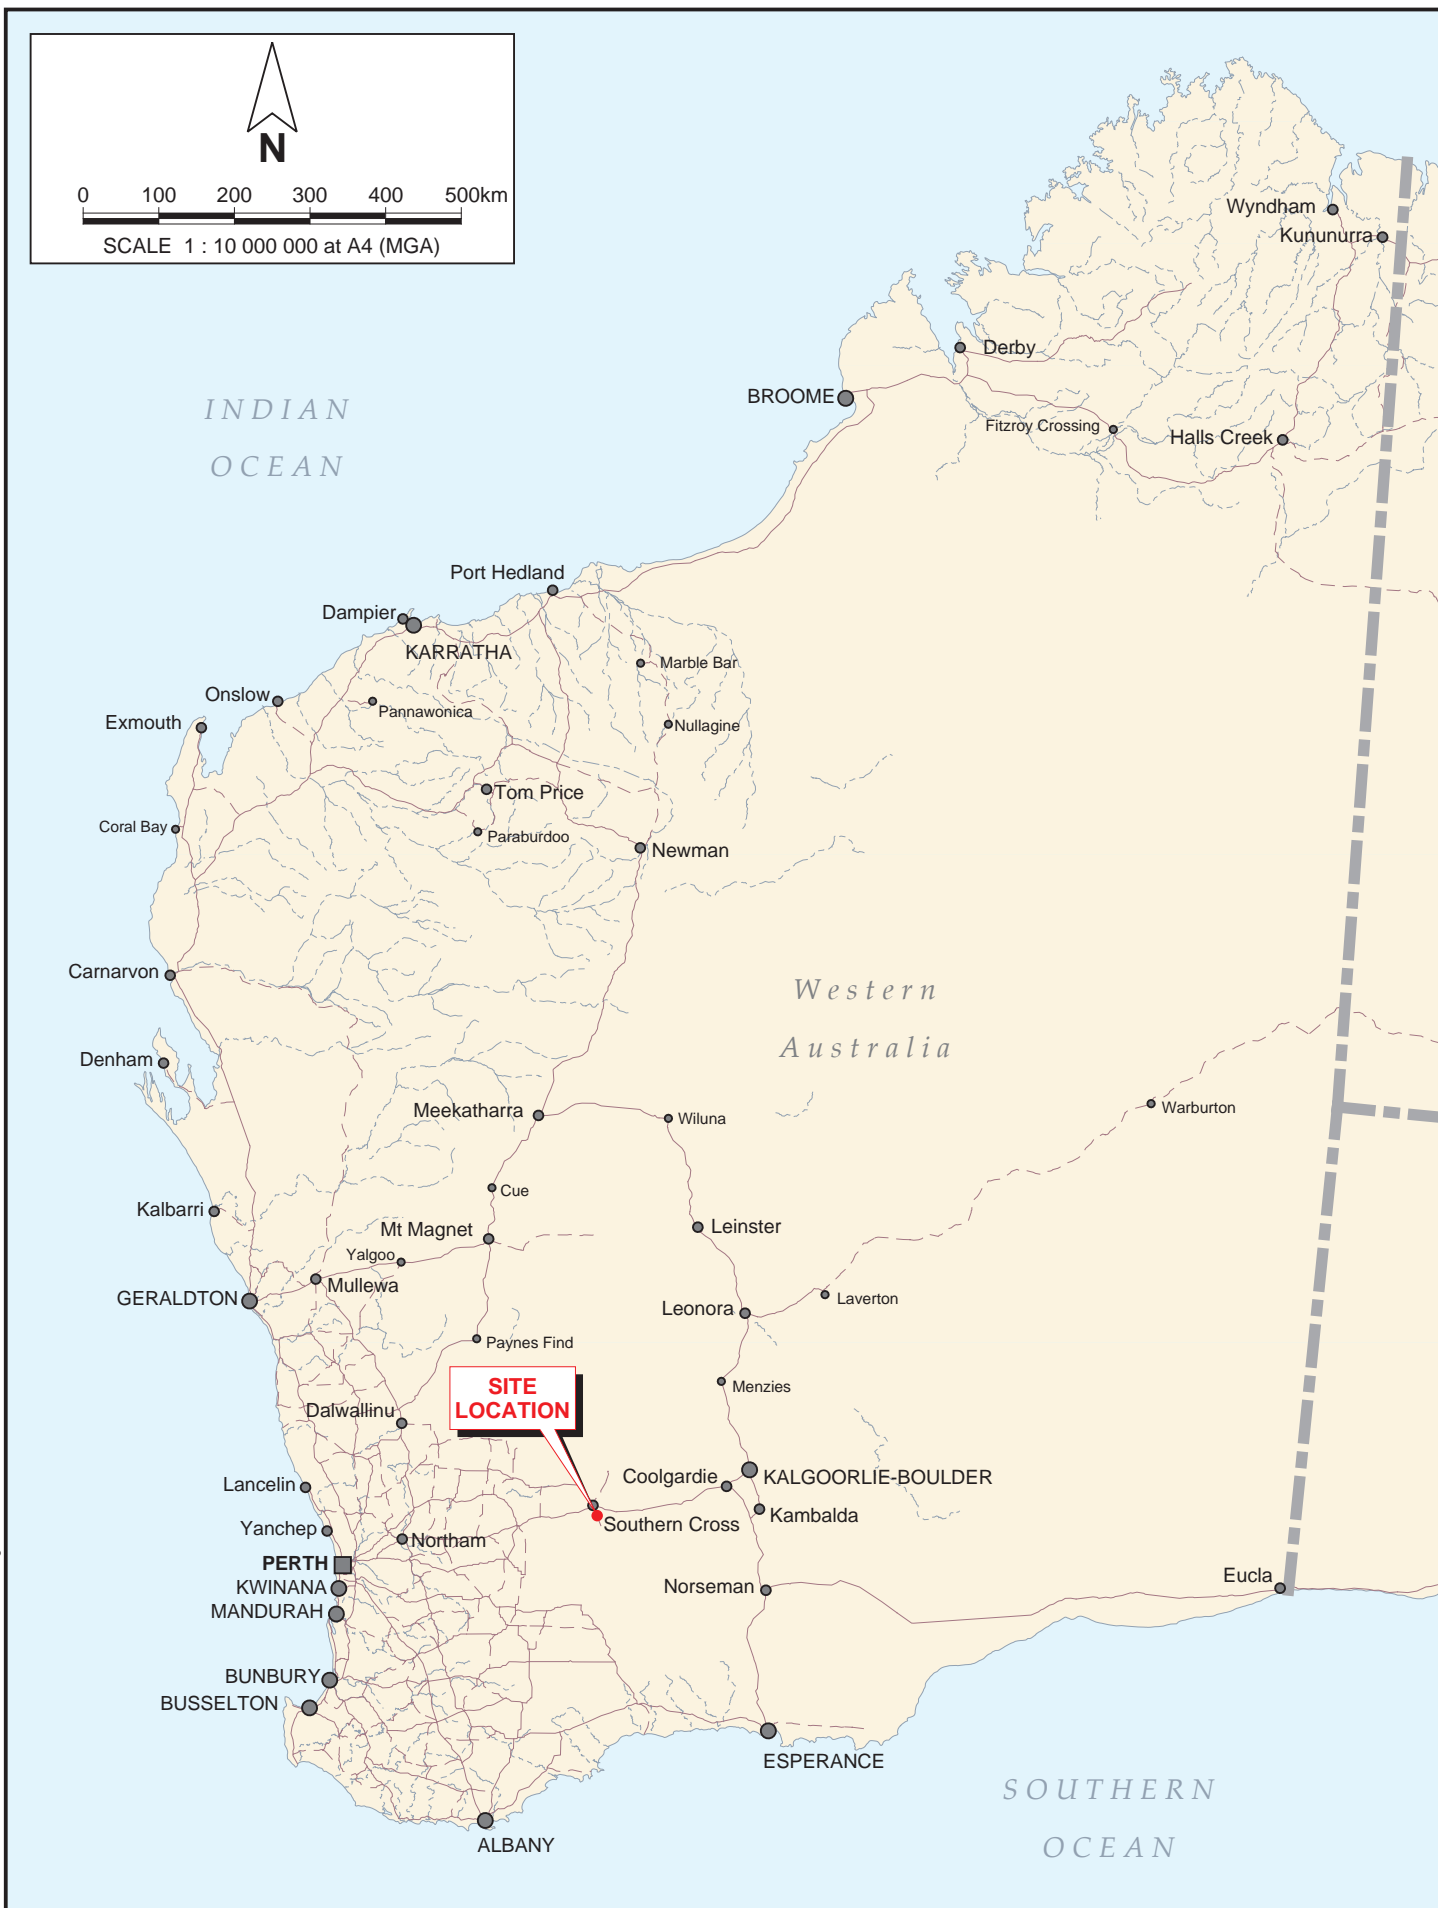 N
0 100 200 300 400 500km
SCALE 1 : 10 000 000 at A4 (MGA)
Wyndham
Kununurra
Derby
BROOME
INDIAN
OCEAN
Fitzroy Crossing
Halls Creek
Port Hedland
Dampier
KARRATHA
Marble Bar
Onslow
Pannawonica
Exmouth
Nullagine
Tom Price
Coral Bay
Paraburdoo
Newman
Carnarvon
Western
Australia
Denham
Meekatharra
Wiluna
Warburton
Cue
Kalbarri
Mt Magnet
Leinster
Yalgoo
Mullewa
GERALDTON
Laverton
Leonora
Paynes Find
SITE
LOCATION
Menzies
Dalwallinu
Coolgardie
KALGOORLIE-BOULDER
Lancelin
Kambalda
Southern Cross
Yanchep
Northam
PERTH
Eucla
KWINANA
Norseman
MANDURAH
BUNBURY
BUSSELTON
ESPERANCE
SOUTHERN
OCEAN
ALBANY